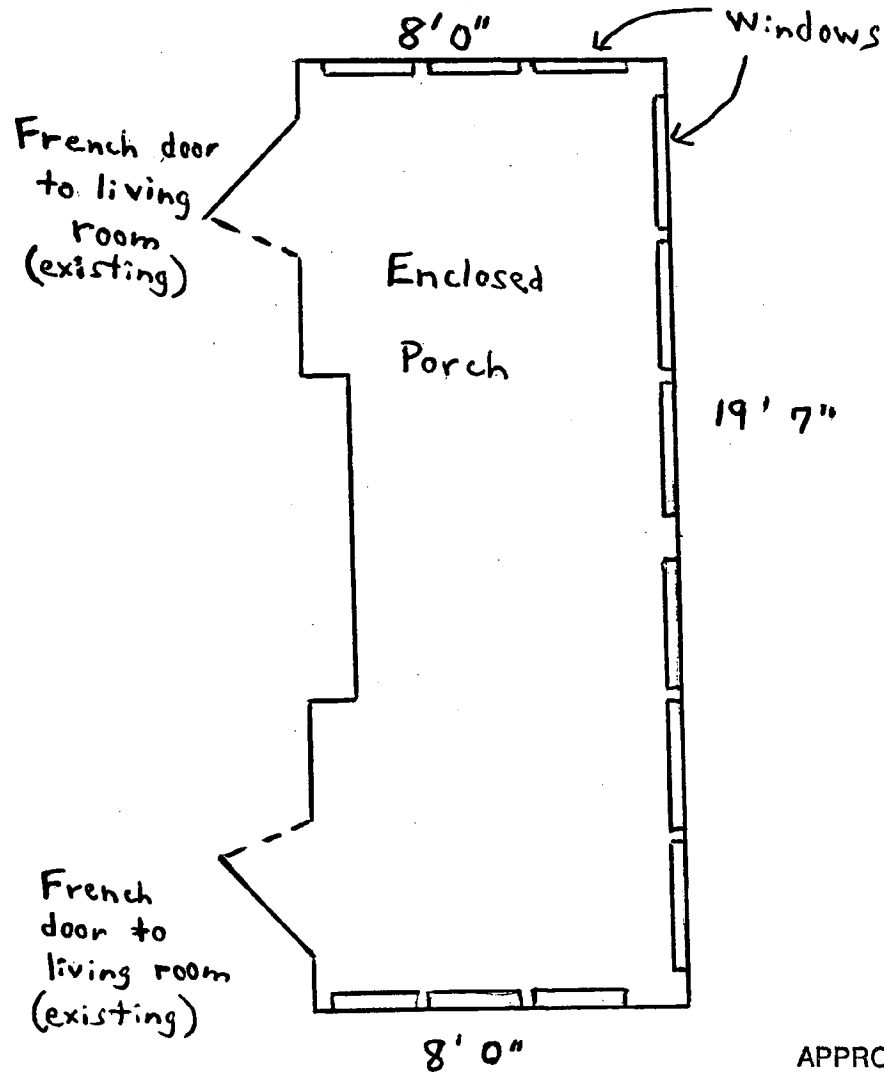 8' 0"
Windows
French door
to living
room
(existing)
Enclosed
Porch
19' 7"
French
door to
living room
(existing)
8' 0"